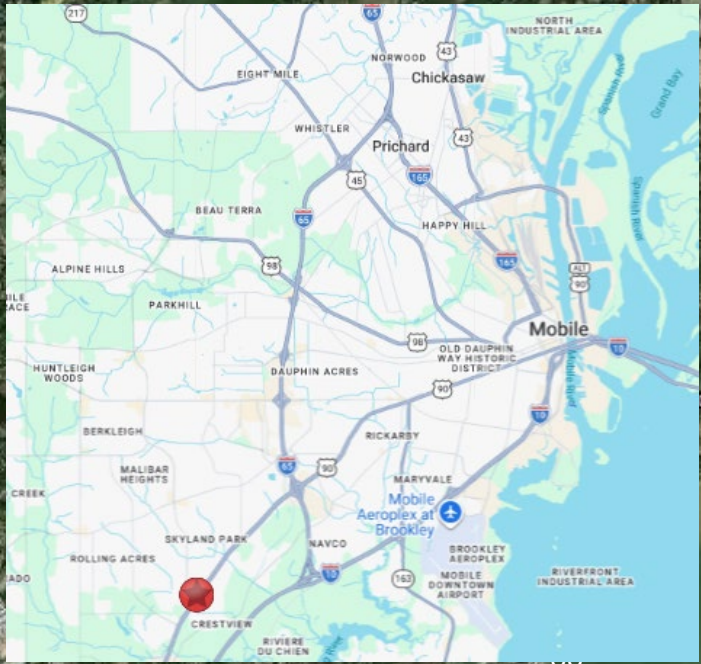 217
65
43
NORTH
INDUSTRIAL AREA
NORWOOD
EIGHT MILE
Chickasaw
Spanish River
Grand Bay
WHISTLER
43
Prichard
45
165
BEAU TERRA
65
HAPPY HILL
Spanish River
98
165
ALPINE HILLS
ALT
90
PARKHILL
Mobile
98
OLD DAUPHIN
WAY HISTORIC
DISTRICT
10
HUNTLEIGH
WOODS
DAUPHIN ACRES
Mobile River
90
10
BERKLEIGH
RICKARBY
65
90
MALIBAR
HEIGHTS
MARYVALE
CREEK
Mobile
Aeroplex at
Brookley
SKYLAND PARK
NAVCO
BROOKLEY
AEROPLEX
ROLLING ACRES
10
163
MOBILE
DOWNTOWN
AIRPORT
RIVERFRONT
INDUSTRIAL AREA
CRESTVIEW
RIVIERE
DU CHIEN